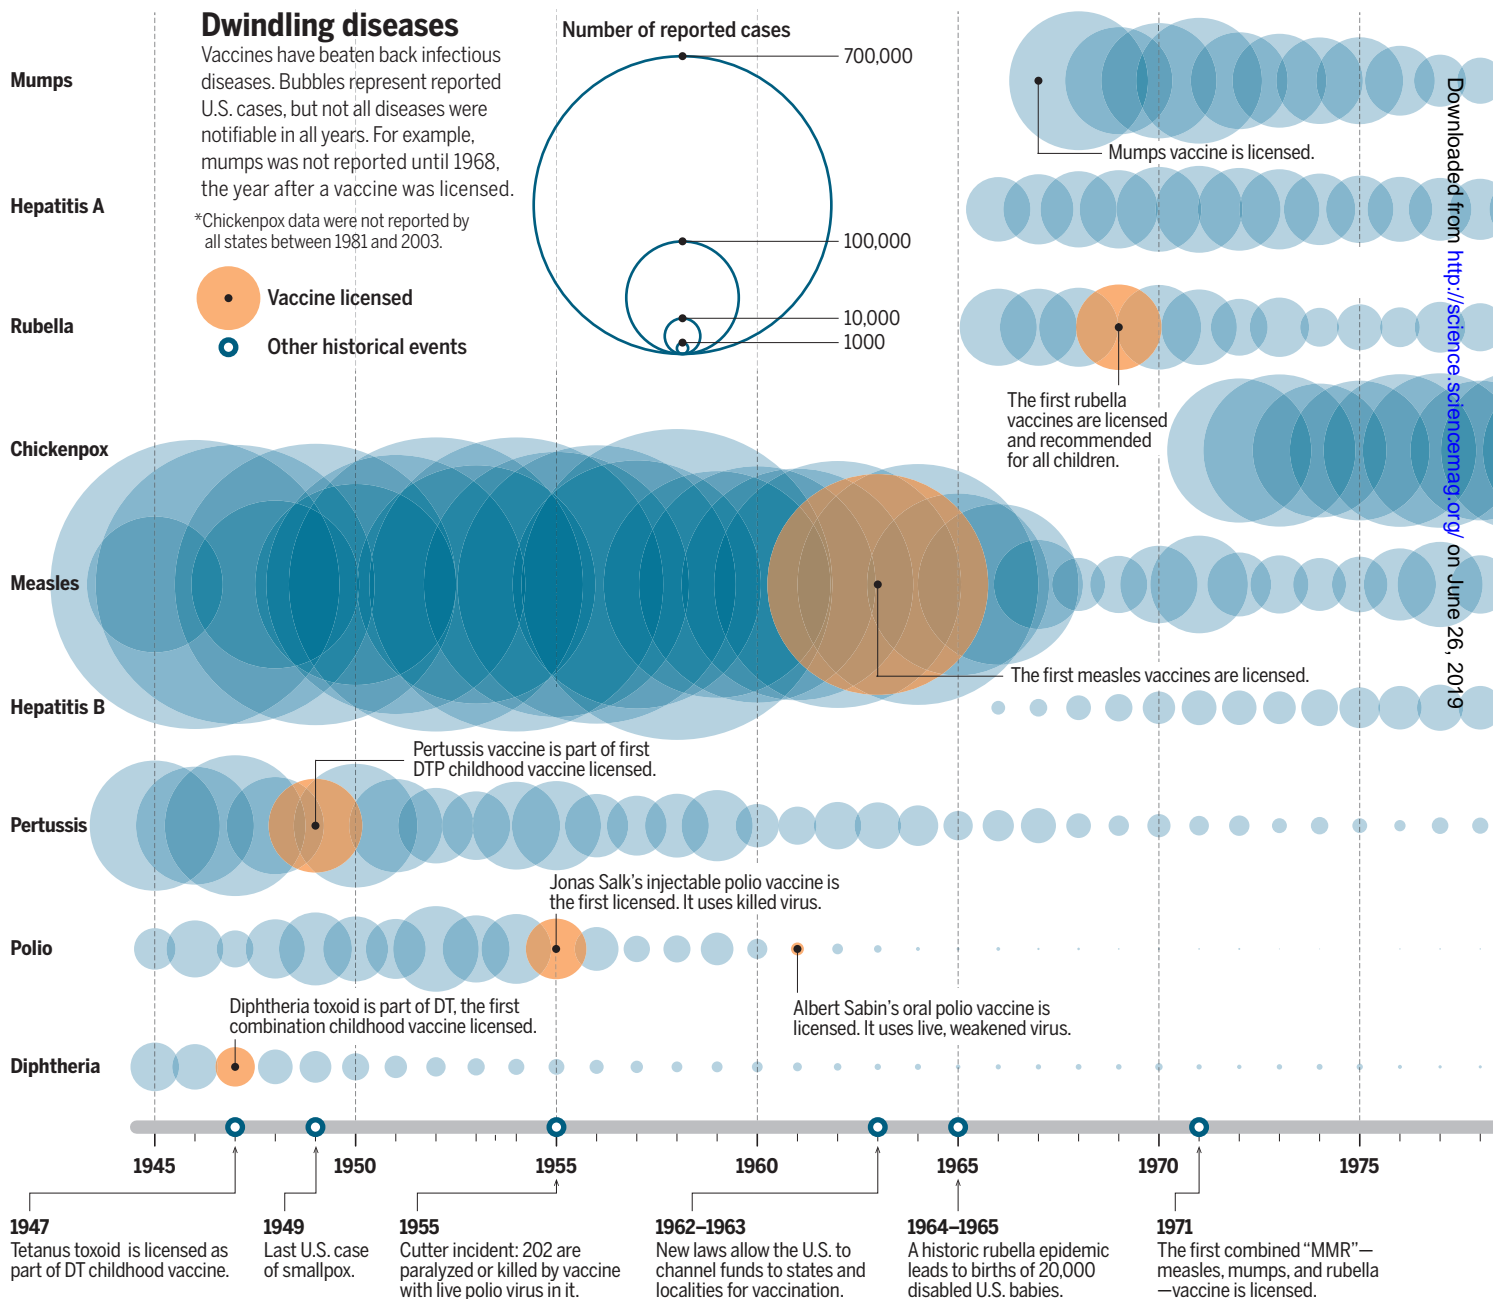 Dwindling diseases
Vaccines have beaten back infectious
diseases. Bubbles represent reported
U.S. cases, but not all diseases were
notifiable in all years. For example,
mumps was not reported until 1968,
the year after a vaccine was licensed.
*Chickenpox data were not reported by
all states between 1981 and 2003.
Vaccine licensed
Other historical events
Number of reported cases
700,000
100,000
10,000
1000
Mumps
Mumps vaccine is licensed.
Hepatitis A
Rubella
The first rubella
vaccines are licensed
and recommended
for all children.
Chickenpox
Measles
The first measles vaccines are licensed.
Hepatitis B
Pertussis vaccine is part of first
DTP childhood vaccine licensed.
Pertussis
Jonas Salk's injectable polio vaccine is
the first licensed. It uses killed virus.
Polio
Albert Sabin's oral polio vaccine is
licensed. It uses live, weakened virus.
Diphtheria toxoid is part of DT, the first
combination childhood vaccine licensed.
Diphtheria
1945
1950
1955
1960
1965
1970
1975
1947
Tetanus toxoid is licensed as
part of DT childhood vaccine.
1949
Last U.S. case
of smallpox.
1955
Cutter incident: 202 are
paralyzed or killed by vaccine
with live polio virus in it.
1962–1963
New laws allow the U.S. to
channel funds to states and
localities for vaccination.
1964–1965
A historic rubella epidemic
leads to births of 20,000
disabled U.S. babies.
1971
The first combined “MMR”—
measles, mumps, and rubella
—vaccine is licensed.
Downloaded from http://science.sciencemag.org/ on June 26, 2019